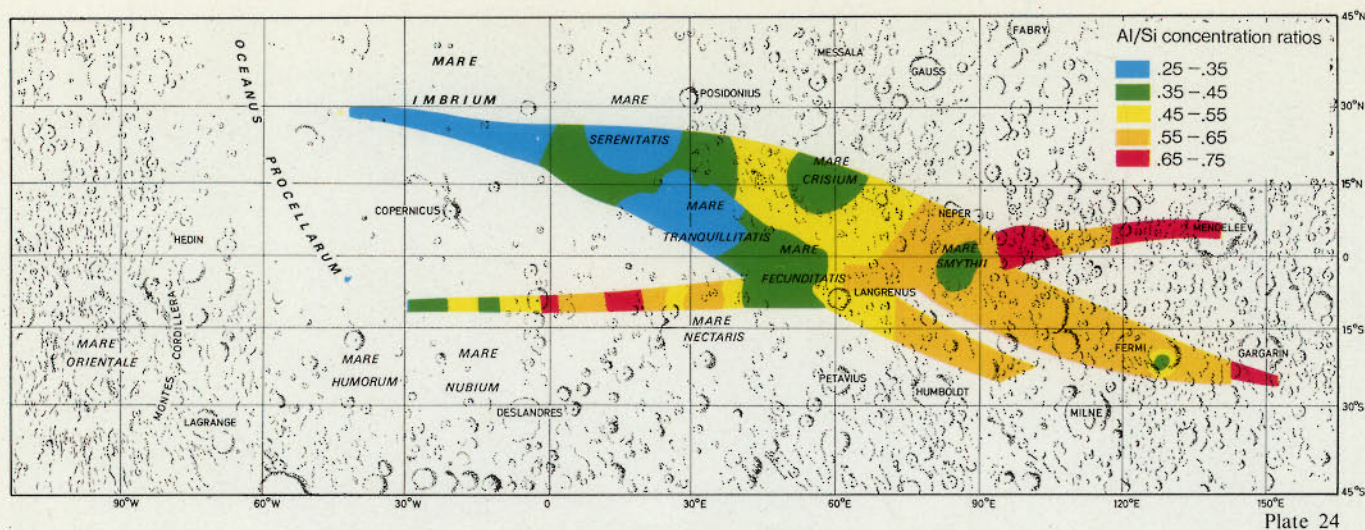 45°N
FABRY
OCEANUS
MARE
MESSALA
GAUSS
Al/Si concentration ratios
.25 – .35
.35 – .45
.45 – .55
.55 – .65
.65 – .75
IMBRIUM
MARE
POSIDONIUS
30°N
SERENITATIS
MARE
CRISIUM
15°N
PROCELLARUM
COPERNICUS
MARE
NEPER
MENDELEEV
HEDIN
TRANQUILLITATIS
MARE
MARE
SMYTHII
0
FECUNDITATIS
LANGRENUS
MONTES CORDILLERA
MARE
ORIENTALE
MARE
NECTARIS
15°S
MARE
HUMORUM
MARE
NUBIUM
FERMI
GARGARIN
PETAVIUS
HUMBOLDT
LAGRANGE
DESLANDRES
MILNE
30°S
45°S
90°W
60°W
30°W
0
30°E
60°E
90°E
120°E
150°E
Plate 24